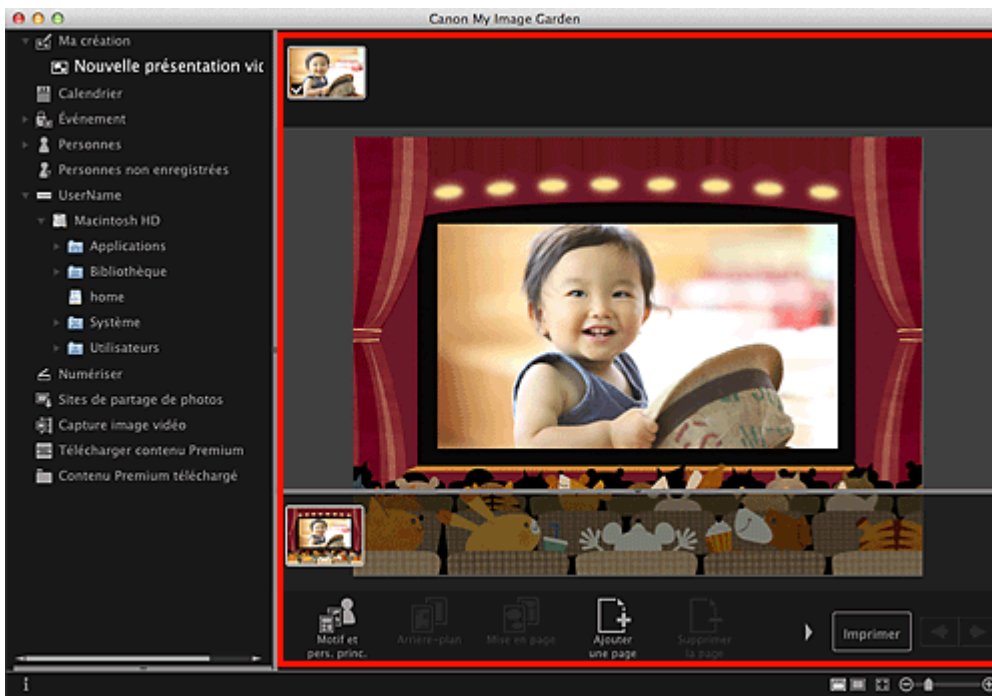 Canon My Image Garden
Ma création
Nouvelle présentation vic
Calendrier
Événement
Personnes
Personnes non enregistrées
UserName
Macintosh HD
Applications
Bibliothèque
home
Système
Utilisateurs
Numériser
Sites de partage de photos
Capture image vidéo
Télécharger contenu Premium
Contenu Premium téléchargé
Motif et
pers. princ.
Arrière-plan
Mise en page
Ajouter
une page
Supprimer
la page
Imprimer